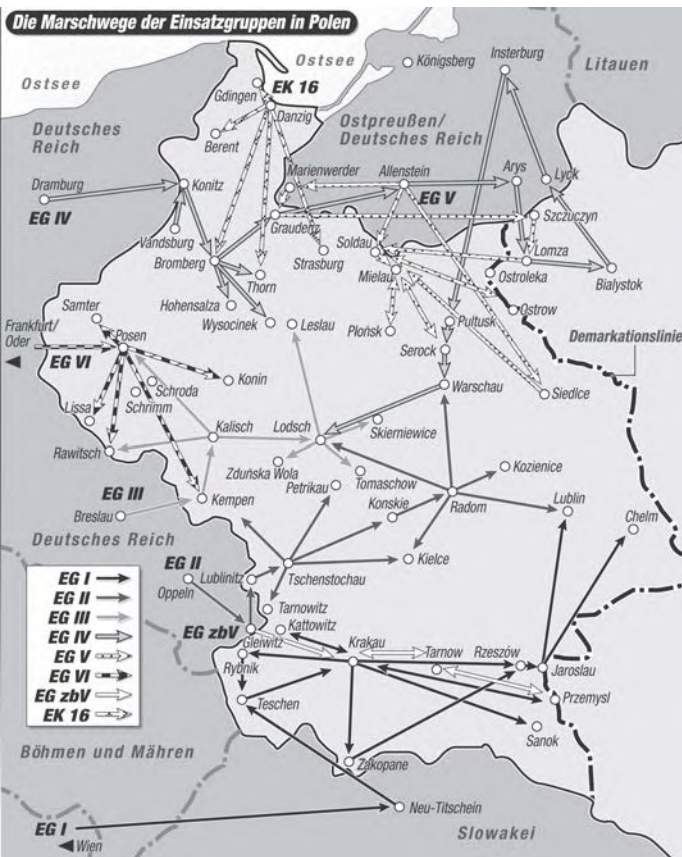 Die Marschwege der Einsatzgruppen in Polen
Ostsee
Ostsee
Königsberg
Insterburg
Litauen
Gdingen
EK 16
Danzig
Deutsches
Reich
Berent
Ostpreußen/
Deutsches Reich
Marienwerder
Allenstein
Arys
Lyck
Dramburg
Konitz
EG IV
EG V
Graudenz
Szczuczyn
Vandsburg
Soldau
Lomza
Bromberg
Strasburg
Thorn
Mielau
Ostroleka
Bialystok
Samter
Hohensalza
Ostrow
Wysocinek
Leslau
Płońsk
Pultusk
Frankfurt/
Oder
Posen
Demarkationslinie
EG VI
Serock
Konin
Schroda
Warschau
Siedlce
Lissa
Schrimm
Kalisch
Lodsch
Skierniewice
Rawitsch
Zduńska Wola
Tomaschow
Kozienice
EG III
Kempen
Petrikau
Konskie
Radom
Lublin
Breslau
Chelm
Deutsches Reich
EG II
Lublinitz
Tschenstochau
Kielce
Oppeln
Tarnowitz
EG zbV
Kattowitz
Gleiwitz
Krakau
Tarnow
Rzeszów
Rybnik
Jaroslau
Teschen
Przemysl
Sanok
Böhmen und Mähren
Zakopane
Neu-Titschein
EG I
Wien
Slowakei
EG I
EG II
EG III
EG IV
EG V
EG VI
EG zbV
EK 16